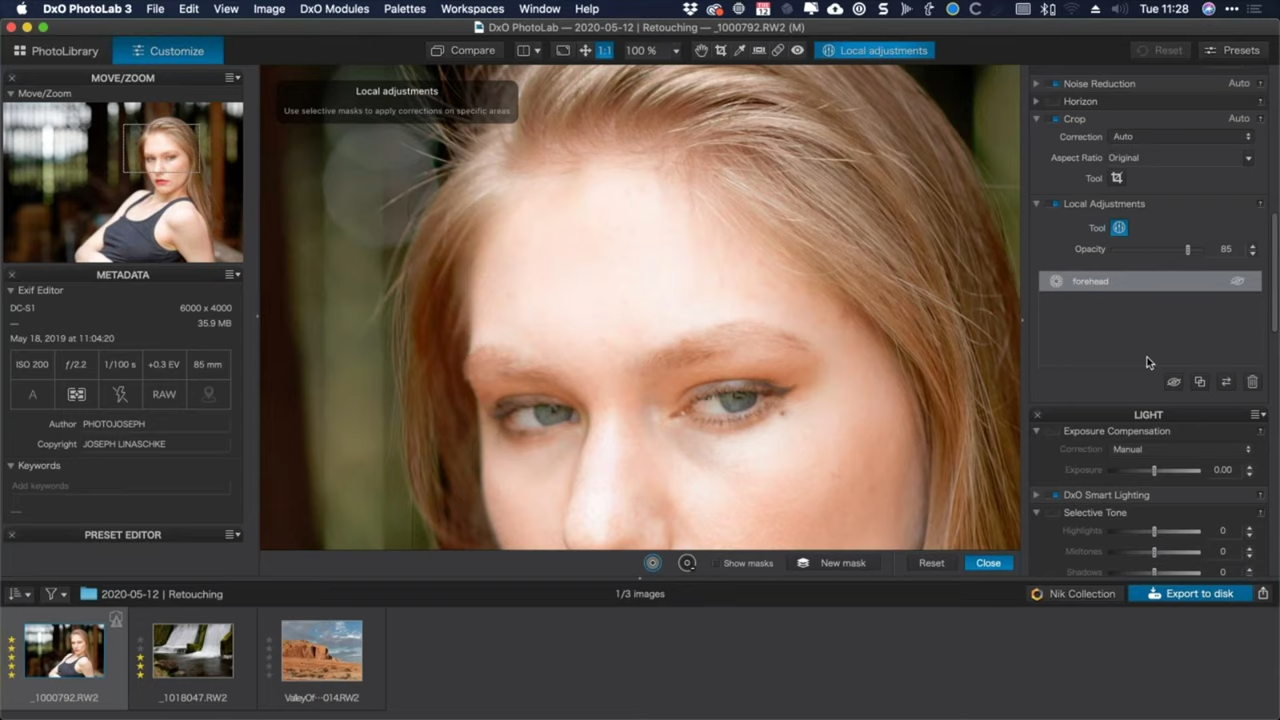 DxO PhotoLab 3 File Edit View Image DxO Modules Palettes Workspaces Window Help Tue 11:28
DxO PhotoLab 3 — 2020-05-12 | Retouching — _1000792.RW2 (M)
PhotoLibrary Customize Compare 1:1 100 % Local adjustments Reset Presets
MOVE/ZOOM
Move/Zoom
METADATA
Exif Editor
DC-S1 6000 x 4000
— 35.9 MB
May 18, 2019 at 11:04:20
ISO 200 ƒ/2.2 1/100 s +0.3 EV 85 mm
A RAW
Author PHOTOJOSEPH
Copyright JOSEPH LINASCHKE
Keywords
Add keywords
—
PRESET EDITOR
Local adjustments
Use selective masks to apply corrections on specific areas
Show masks New mask Reset Close
Noise Reduction Auto ?
Horizon ?
Crop Auto ?
Correction Auto
Aspect Ratio Original
Tool
Local Adjustments ?
Tool
Opacity 85
forehead
LIGHT
Exposure Compensation ?
Correction Manual
Exposure 0.00
DxO Smart Lighting ?
Selective Tone ?
Highlights 0
Midtones 0
Shadows 0
2020-05-12 | Retouching 1/3 images Nik Collection Export to disk
_1000792.RW2 _1018047.RW2 ValleyOf···014.RW2